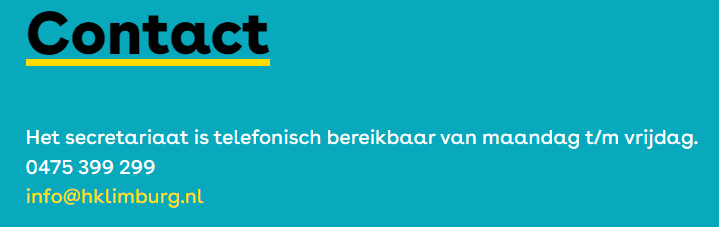 Contact
Het secretariaat is telefonisch bereikbaar van maandag t/m vrijdag.
0475 399 299
info@hklimburg.nl